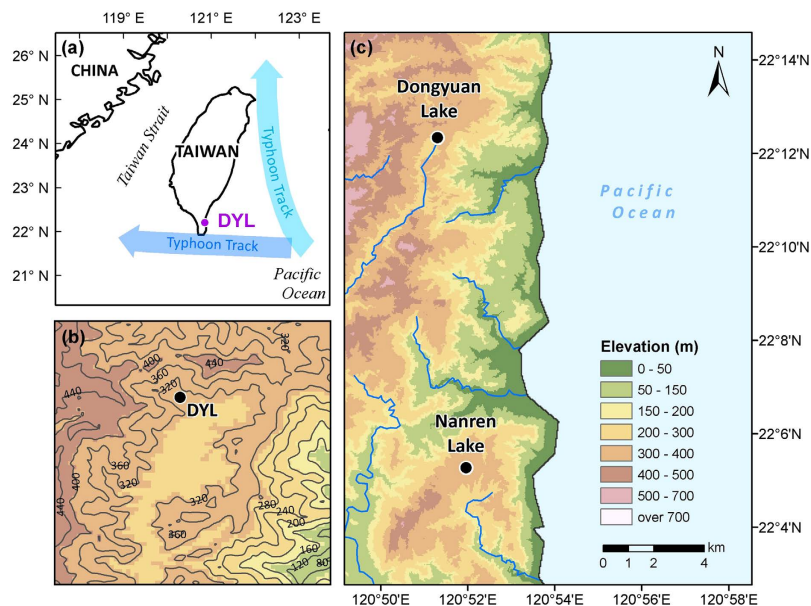 119° E
121° E
123° E
26° N
25° N
24° N
23° N
22° N
21° N
(a)
CHINA
Taiwan Strait
TAIWAN
DYL
Typhoon Track
Typhoon Track
Pacific
Ocean
(b)
320
400
440
360
320
440
DYL
360
320
400
440
320
360
280
240
200
160
120
80
(c)
Dongyuan
Lake
N
Pacific
Ocean
Nanren
Lake
Elevation (m)
0 - 50
50 - 150
150 - 200
200 - 300
300 - 400
400 - 500
500 - 700
over 700
0 1 2 4
km
22°14'N
22°12'N
22°10'N
22°8'N
22°6'N
22°4'N
120°50'E
120°52'E
120°54'E
120°56'E
120°58'E